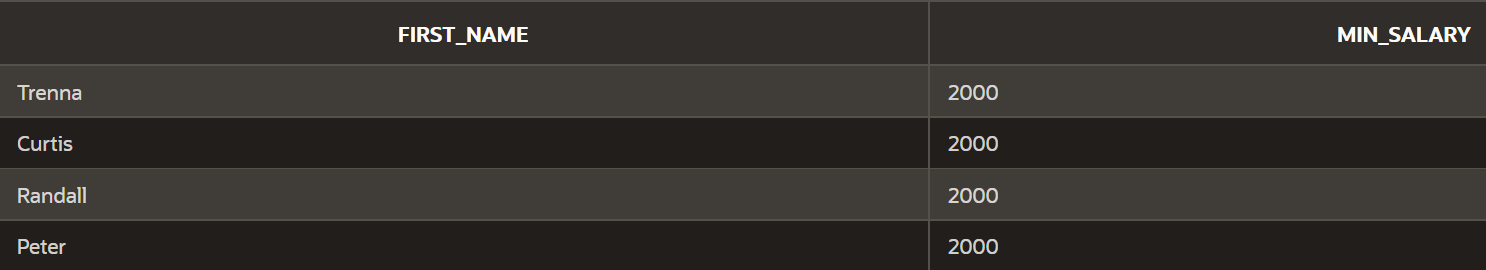 FIRST_NAME MIN_SALARY
Trenna 2000
Curtis 2000
Randall 2000
Peter 2000